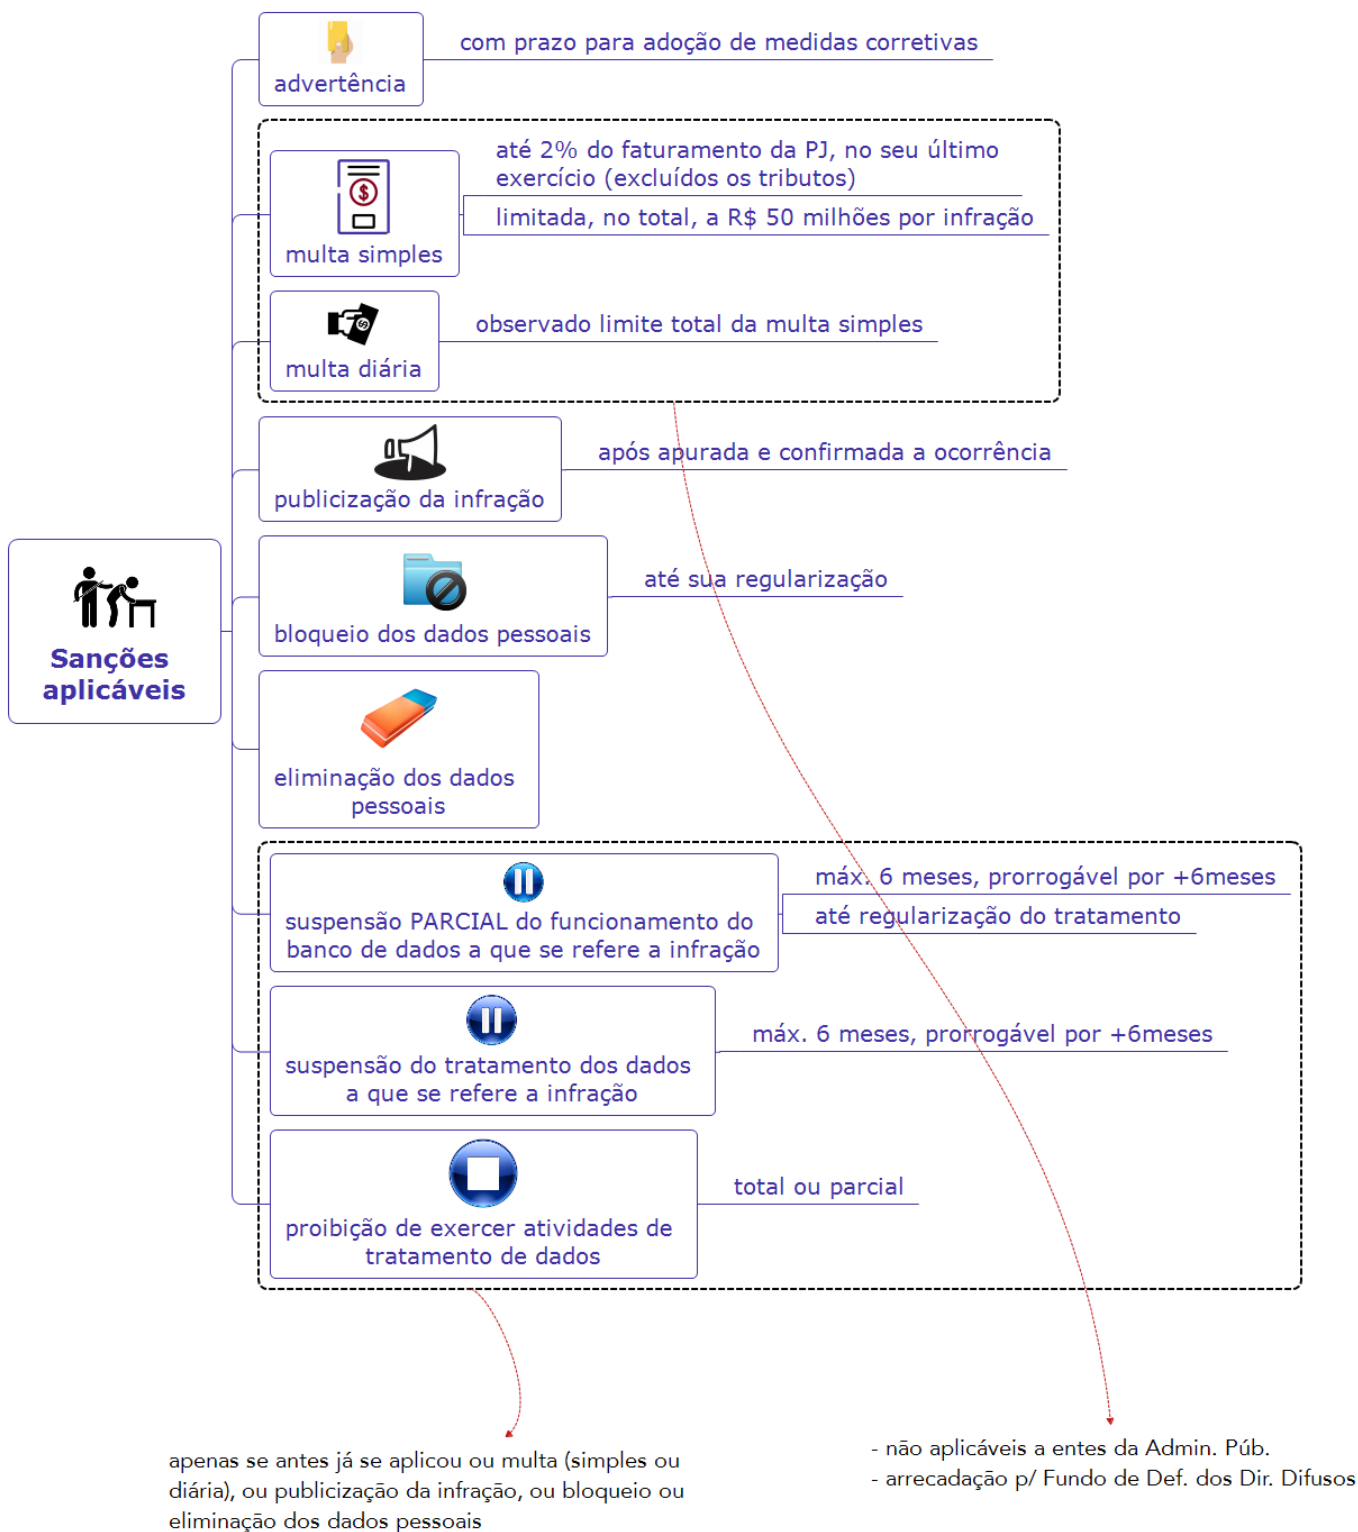 com prazo para adoção de medidas corretivas
advertência
até 2% do faturamento da PJ, no seu último
exercício (excluídos os tributos)
limitada, no total, a R$ 50 milhões por infração
multa simples
observado limite total da multa simples
multa diária
após apurada e confirmada a ocorrência
publicização da infração
até sua regularização
bloqueio dos dados pessoais
Sanções
aplicáveis
eliminação dos dados
pessoais
máx. 6 meses, prorrogável por +6meses
até regularização do tratamento
suspensão PARCIAL do funcionamento do
banco de dados a que se refere a infração
máx. 6 meses, prorrogável por +6meses
suspensão do tratamento dos dados
a que se refere a infração
total ou parcial
proibição de exercer atividades de
tratamento de dados
apenas se antes já se aplicou ou multa (simples ou
diária), ou publicização da infração, ou bloqueio ou
eliminação dos dados pessoais
- não aplicáveis a entes da Admin. Púb.
- arrecadação p/ Fundo de Def. dos Dir. Difusos